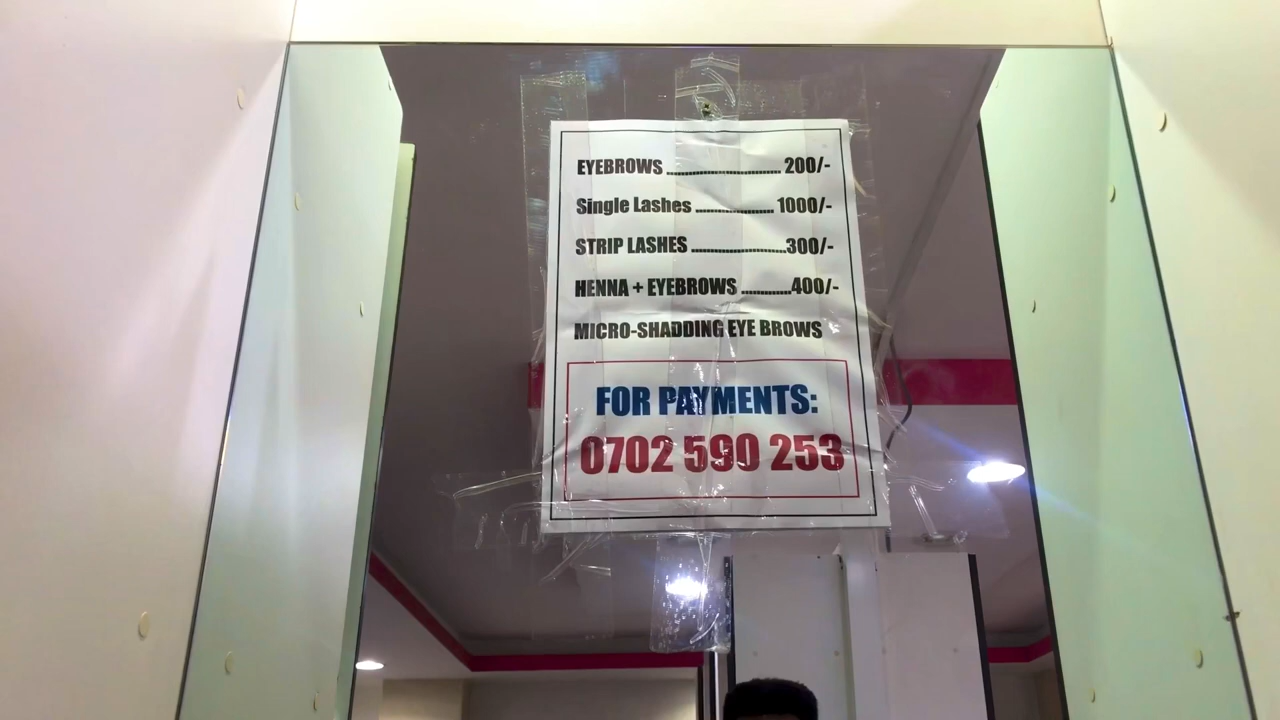 EYEBROWS ............................ 200/-
Single Lashes ................... 1000/-
STRIP LASHES .......................300/-
HENNA + EYEBROWS ............400/-
MICRO-SHADDING EYE BROWS
FOR PAYMENTS:
0702 590 253